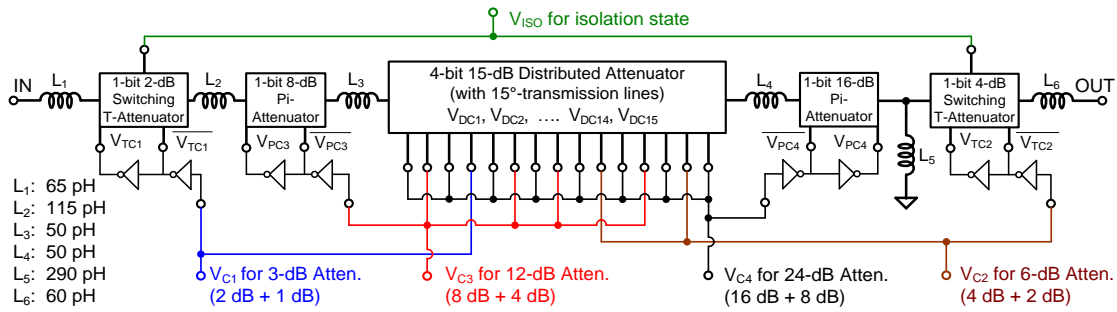 V_ISO for isolation state
IN
L₁
1-bit 2-dB
Switching
T-Attenuator
L₂
1-bit 8-dB
Pi-
Attenuator
L₃
4-bit 15-dB Distributed Attenuator
(with 15°-transmission lines)
V_DC1, V_DC2, …. V_DC14, V_DC15
L₄
1-bit 16-dB
Pi-
Attenuator
1-bit 4-dB
Switching
T-Attenuator
L₆
OUT
V_TC1
V̅_TC1
V_PC3
V̅_PC3
V̅_PC4
V_PC4
L₅
V_TC2
V̅_TC2
L₁: 65 pH
L₂: 115 pH
L₃: 50 pH
L₄: 50 pH
L₅: 290 pH
L₆: 60 pH
V_C1 for 3-dB Atten.
(2 dB + 1 dB)
V_C3 for 12-dB Atten.
(8 dB + 4 dB)
V_C4 for 24-dB Atten.
(16 dB + 8 dB)
V_C2 for 6-dB Atten.
(4 dB + 2 dB)